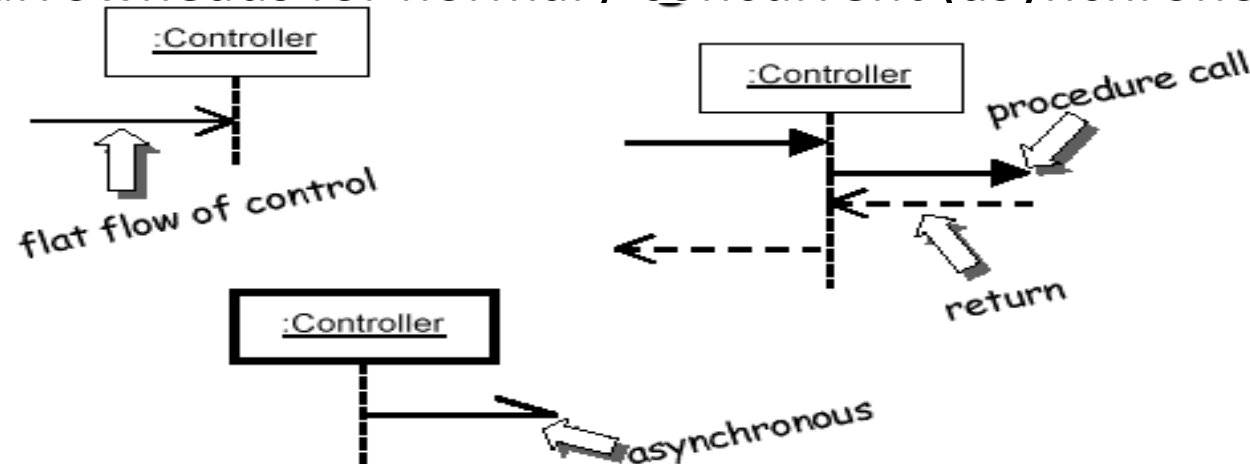 :Controller
:Controller
procedure call
flat flow of control
return
:Controller
asynchronous